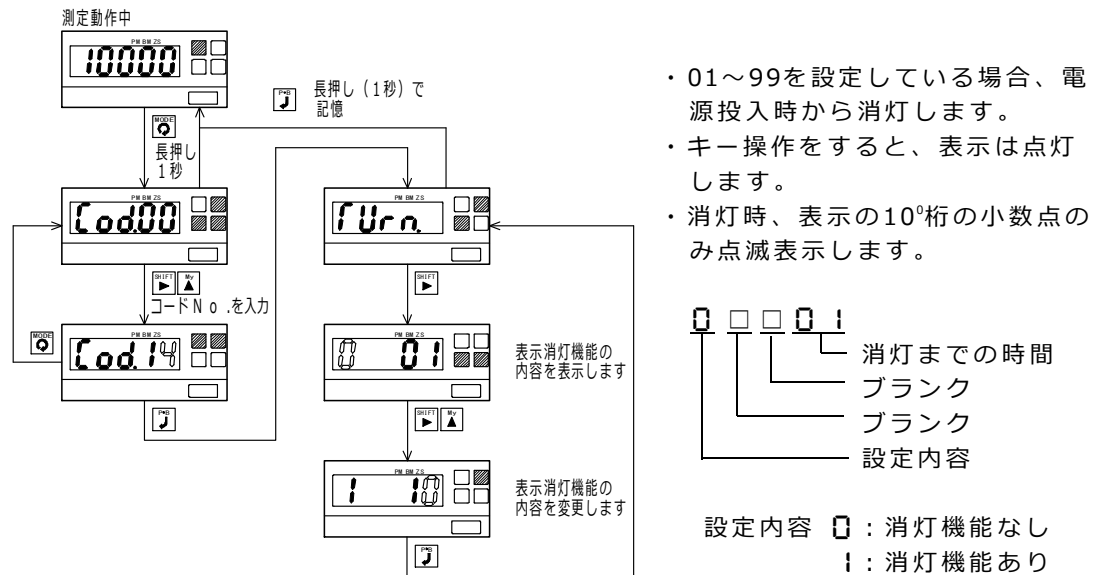 測定動作中
PM BM ZS
10000
MODE
長押し
1秒
P•B
長押し（1秒）で
記憶
PM BM ZS
Cod.00
SHIFT My
コードNo.を入力
MODE
PM BM ZS
Cod.14
P•B
PM BM ZS
TUrn.
SHIFT
PM BM ZS
0 01
表示消灯機能の
内容を表示します
SHIFT My
PM BM ZS
1 10
表示消灯機能の
内容を変更します
P•B
・01～99を設定している場合、電
源投入時から消灯します。
・キー操作をすると、表示は点灯
します。
・消灯時、表示の10⁰桁の小数点の
み点滅表示します。
0 □ □ 0 1
消灯までの時間
ブランク
ブランク
設定内容
設定内容 0：消灯機能なし
1：消灯機能あり